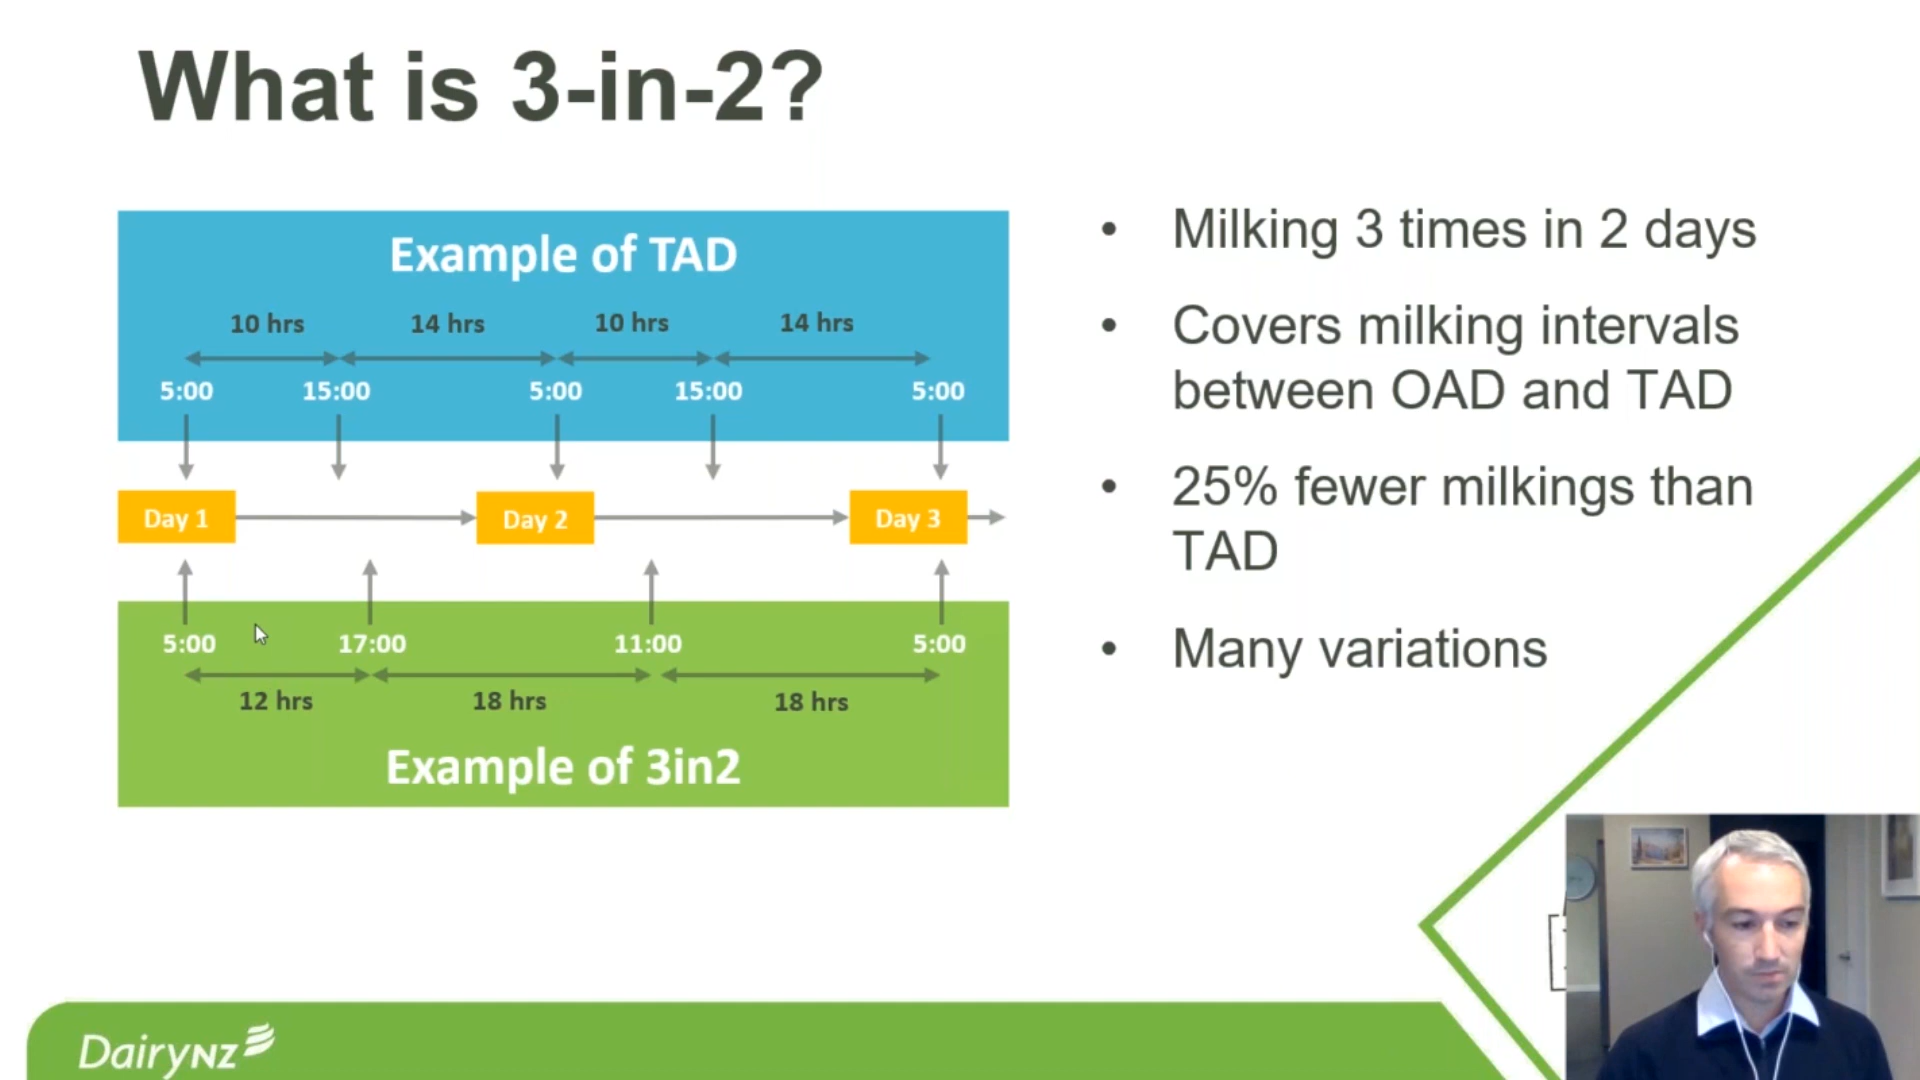 What is 3-in-2?
Example of TAD
10 hrs 14 hrs 10 hrs 14 hrs
5:00 15:00 5:00 15:00 5:00
Day 1 Day 2 Day 3
5:00 17:00 11:00 5:00
12 hrs 18 hrs 18 hrs
Example of 3in2
• Milking 3 times in 2 days
• Covers milking intervals
between OAD and TAD
• 25% fewer milkings than
TAD
• Many variations
DairyNZ